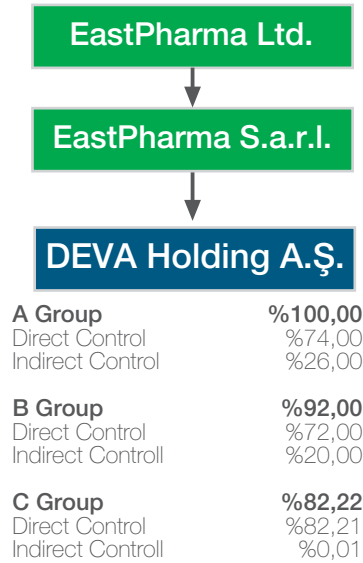 EastPharma Ltd.
EastPharma S.a.r.l.
DEVA Holding A.Ş.
A Group %100,00
Direct Control %74,00
Indirect Control %26,00
B Group %92,00
Direct Control %72,00
Indirect Controll %20,00
C Group %82,22
Direct Control %82,21
Indirect Controll %0,01